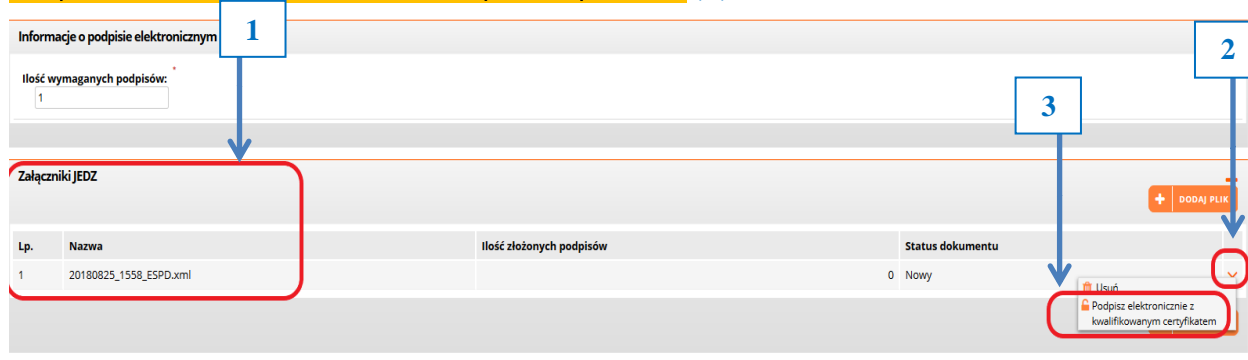 1
Informacje o podpisie elektronicznym
2
Ilość wymaganych podpisów: *
1
3
Załączniki JEDZ
+ DODAJ PLIK
Lp. Nazwa Ilość złożonych podpisów Status dokumentu
1 20180825_1558_ESPD.xml 0 Nowy
Usuń
Podpisz elektronicznie z
kwalifikowanym certyfikatem